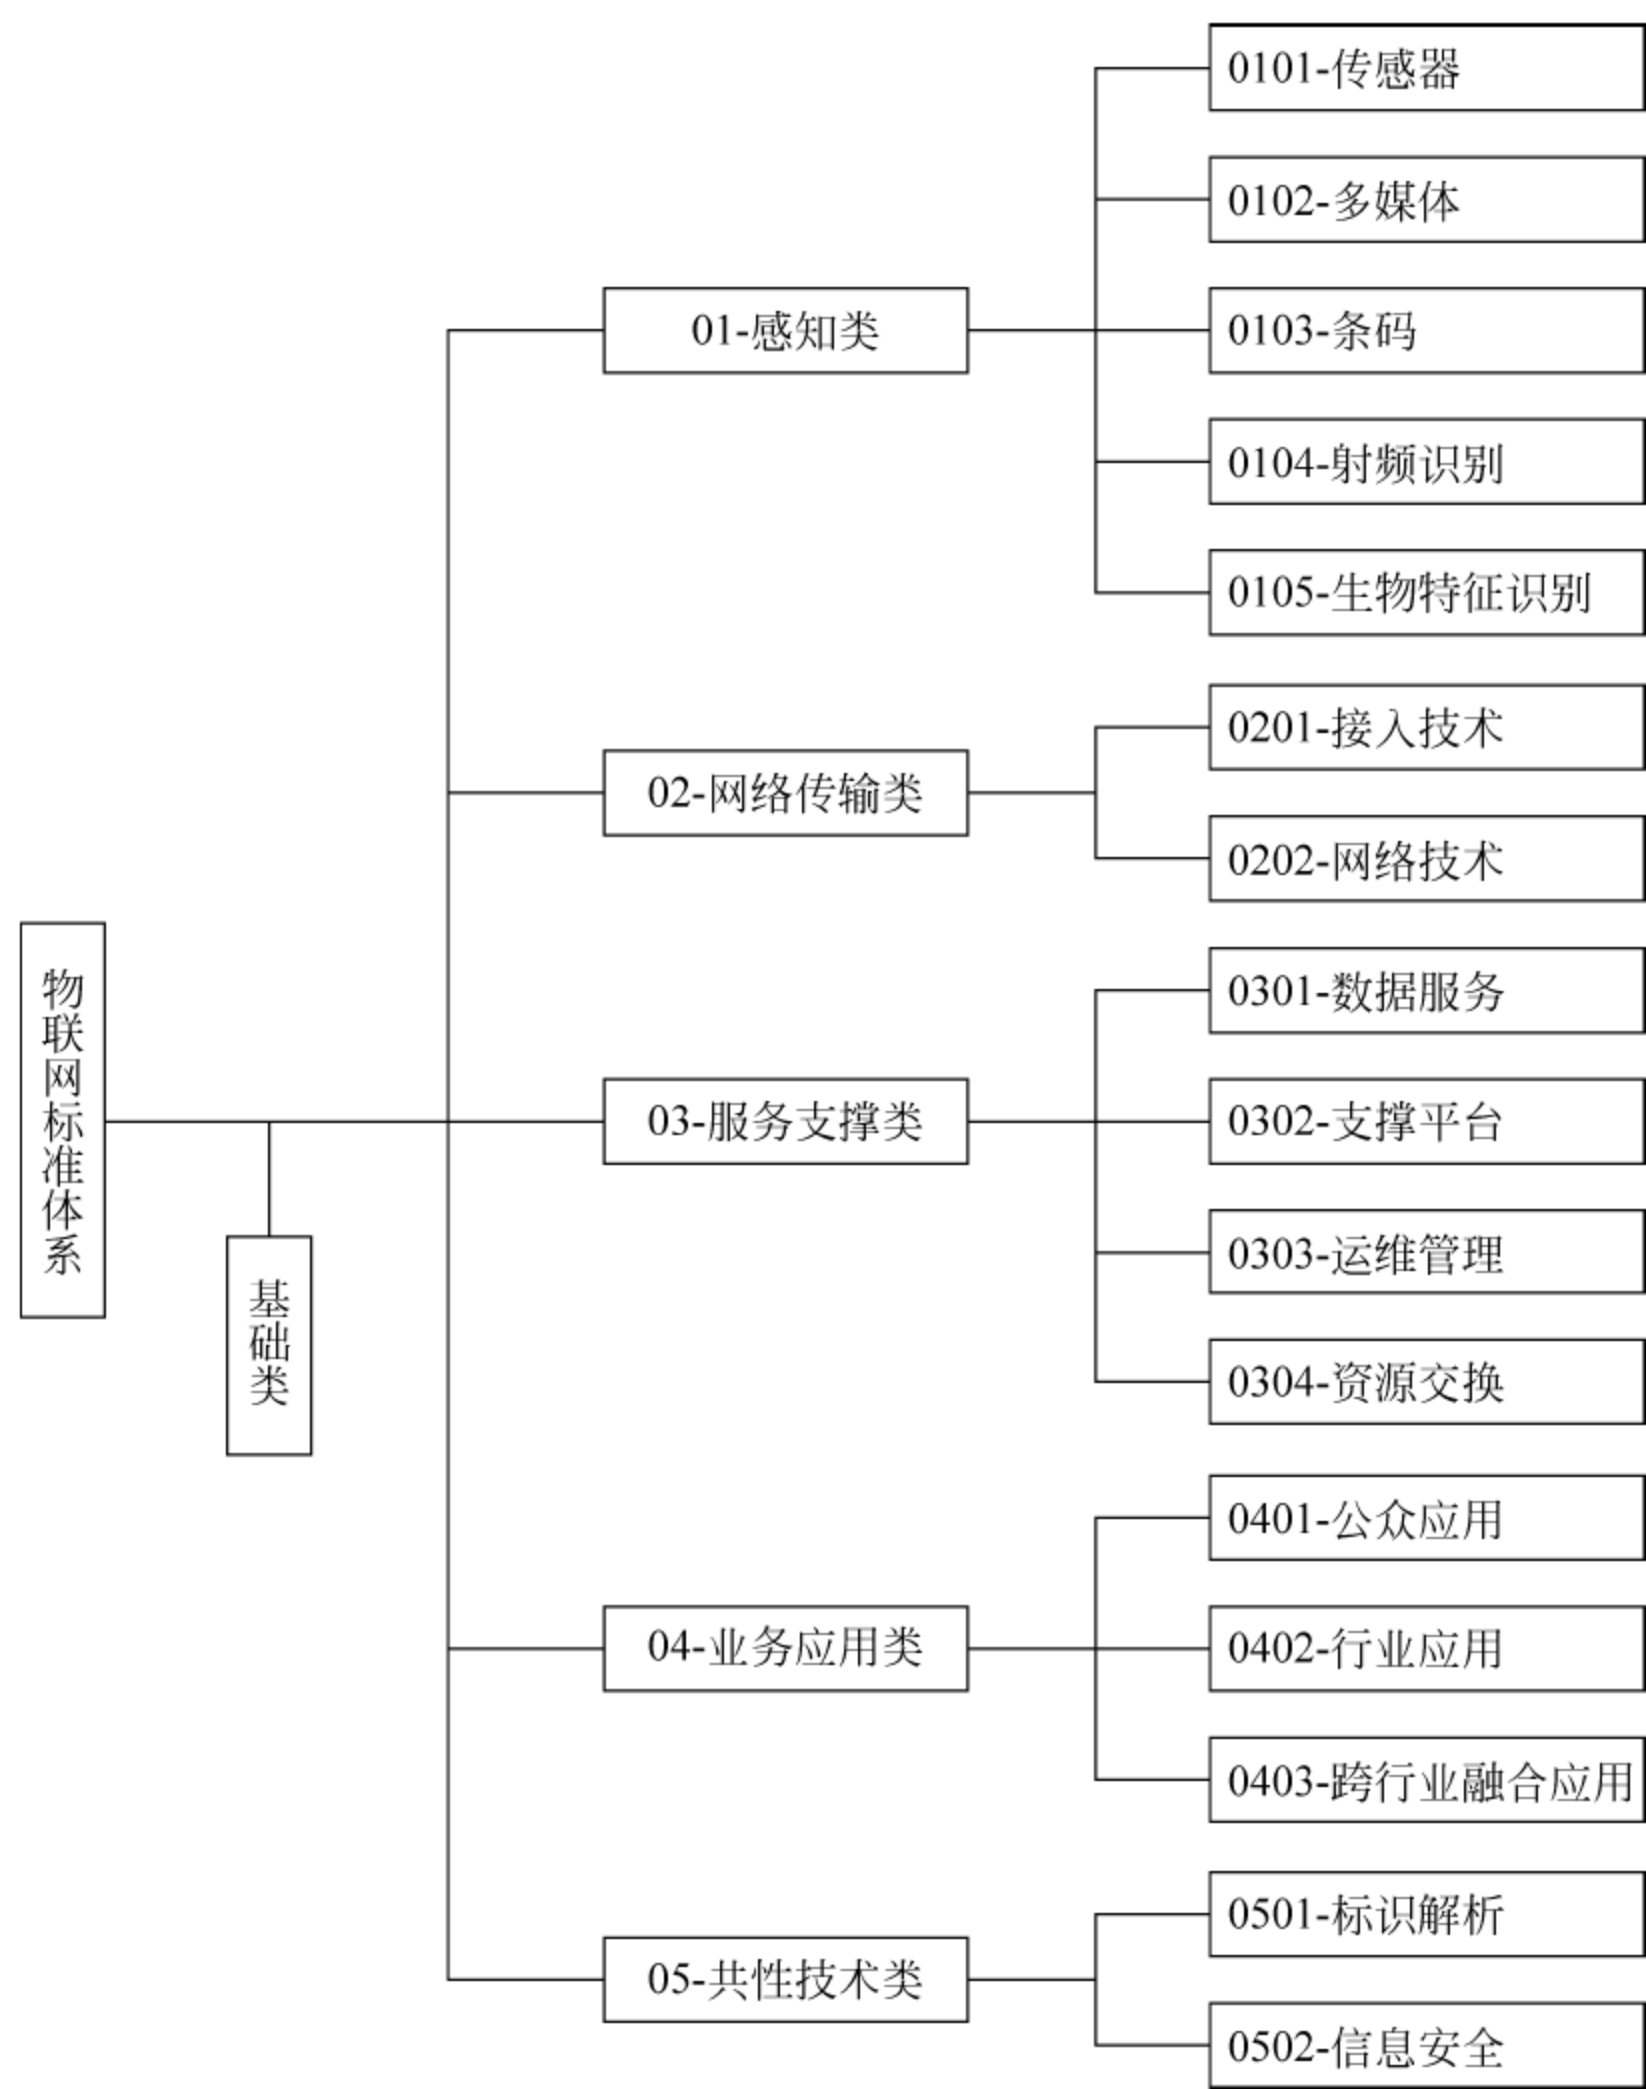 物联网标准体系
基础类
01-感知类
0101-传感器
0102-多媒体
0103-条码
0104-射频识别
0105-生物特征识别
02-网络传输类
0201-接入技术
0202-网络技术
03-服务支撑类
0301-数据服务
0302-支撑平台
0303-运维管理
0304-资源交换
04-业务应用类
0401-公众应用
0402-行业应用
0403-跨行业融合应用
05-共性技术类
0501-标识解析
0502-信息安全